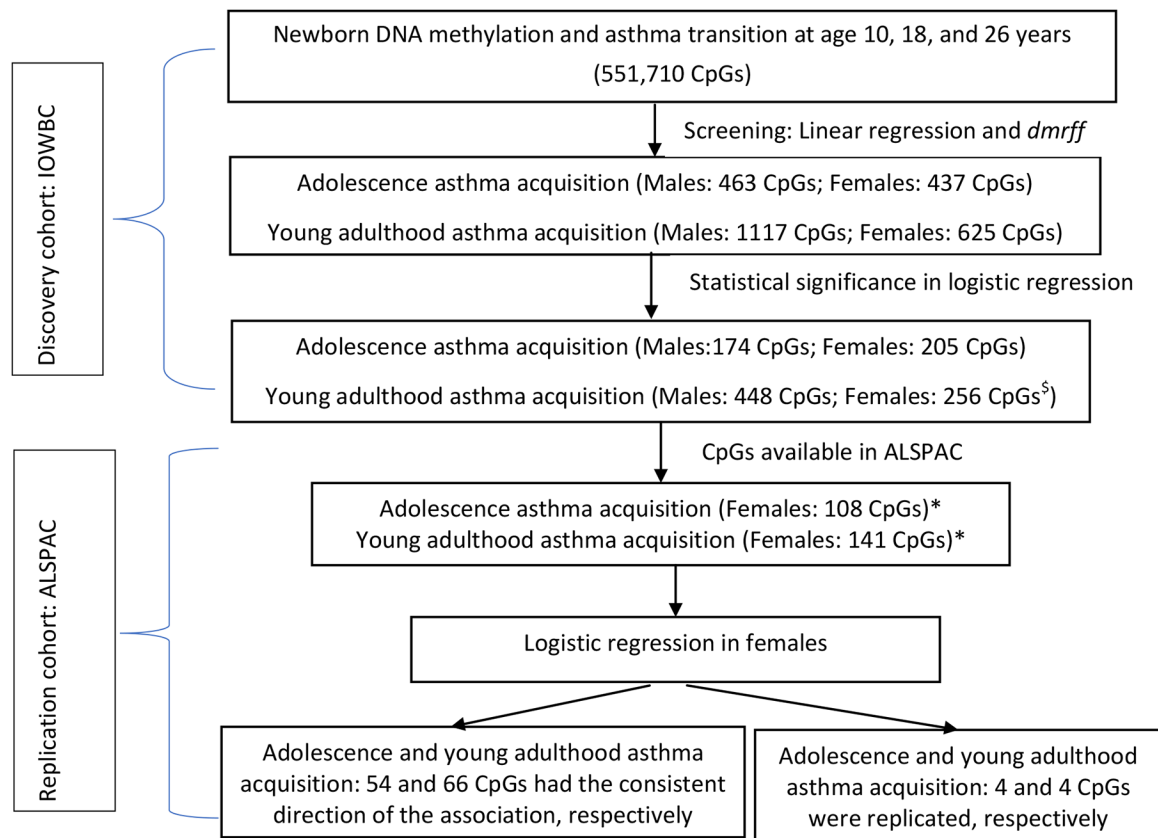 Newborn DNA methylation and asthma transition at age 10, 18, and 26 years
(551,710 CpGs)
Discovery cohort: IOWBC
Screening: Linear regression and dmrff
Adolescence asthma acquisition (Males: 463 CpGs; Females: 437 CpGs)
Young adulthood asthma acquisition (Males: 1117 CpGs; Females: 625 CpGs)
Statistical significance in logistic regression
Adolescence asthma acquisition (Males:174 CpGs; Females: 205 CpGs)
Young adulthood asthma acquisition (Males: 448 CpGs; Females: 256 CpGs$)
Replication cohort: ALSPAC
CpGs available in ALSPAC
Adolescence asthma acquisition (Females: 108 CpGs)*
Young adulthood asthma acquisition (Females: 141 CpGs)*
Logistic regression in females
Adolescence and young adulthood asthma
acquisition: 54 and 66 CpGs had the consistent
direction of the association, respectively
Adolescence and young adulthood
asthma acquisition: 4 and 4 CpGs
were replicated, respectively